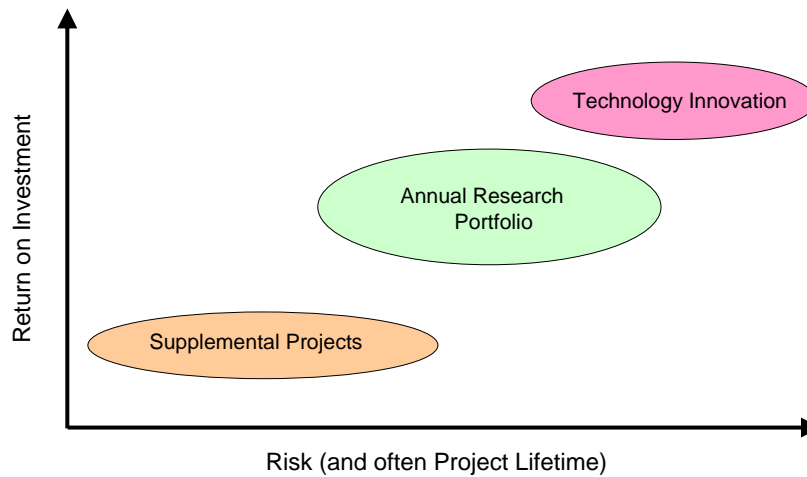 Technology Innovation
Annual Research
Portfolio
Supplemental Projects
Return on Investment
Risk (and often Project Lifetime)